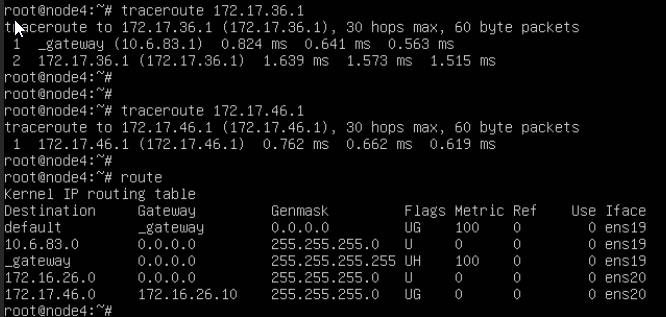 root@node4:~# traceroute 172.17.36.1
traceroute to 172.17.36.1 (172.17.36.1), 30 hops max, 60 byte packets
 1  _gateway (10.6.83.1)  0.824 ms  0.641 ms  0.563 ms
 2  172.17.36.1 (172.17.36.1)  1.639 ms  1.573 ms  1.515 ms
root@node4:~#
root@node4:~#
root@node4:~# traceroute 172.17.46.1
traceroute to 172.17.46.1 (172.17.46.1), 30 hops max, 60 byte packets
 1  172.17.46.1 (172.17.46.1)  0.762 ms  0.662 ms  0.619 ms
root@node4:~#
root@node4:~# route
Kernel IP routing table
Destination     Gateway         Genmask         Flags Metric Ref    Use Iface
default         _gateway        0.0.0.0         UG    100    0        0 ens19
10.6.83.0       0.0.0.0         255.255.255.0   U     0      0        0 ens19
_gateway        0.0.0.0         255.255.255.255 UH    100    0        0 ens19
172.16.26.0     0.0.0.0         255.255.255.0   U     0      0        0 ens20
172.17.46.0     172.16.26.10    255.255.255.0   UG    0      0        0 ens20
root@node4:~#